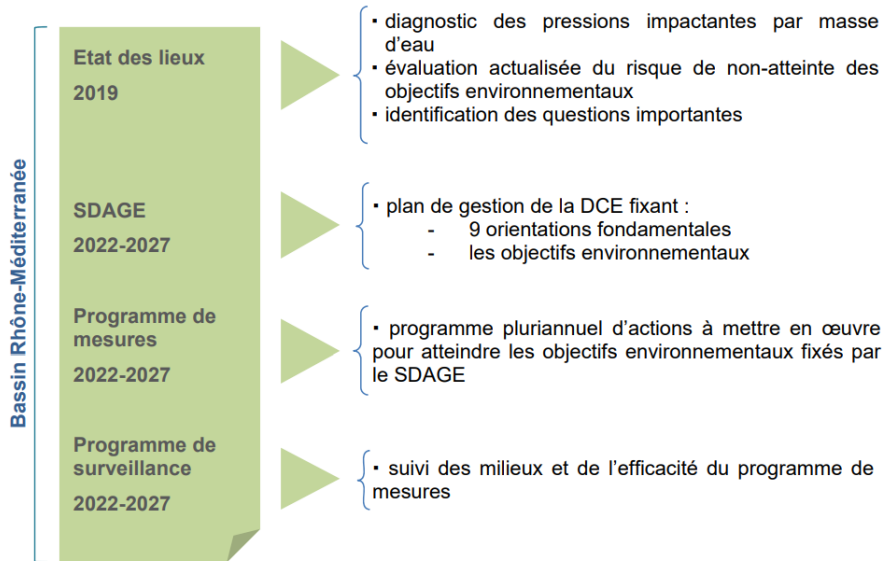 Bassin Rhône-Méditerranée
Etat des lieux
2019
▪ diagnostic des pressions impactantes par masse
d’eau
▪ évaluation actualisée du risque de non-atteinte des
objectifs environnementaux
▪ identification des questions importantes
SDAGE
2022-2027
▪ plan de gestion de la DCE fixant :
- 9 orientations fondamentales
- les objectifs environnementaux
Programme de
mesures
2022-2027
▪ programme pluriannuel d’actions à mettre en œuvre
pour atteindre les objectifs environnementaux fixés par
le SDAGE
Programme de
surveillance
2022-2027
▪ suivi des milieux et de l’efficacité du programme de
mesures